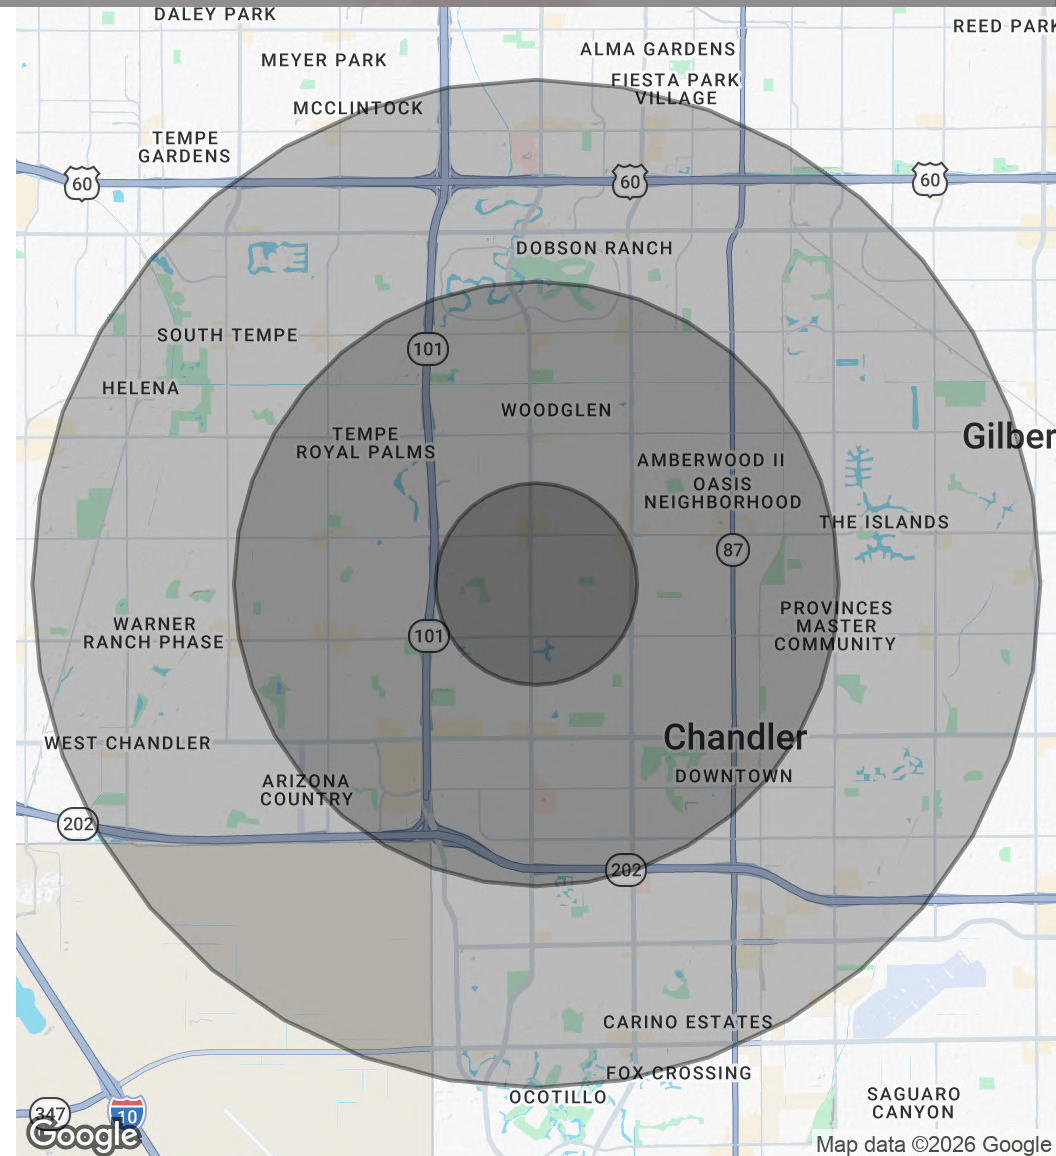 DALEY PARK
REED PARK
MEYER PARK
ALMA GARDENS
FIESTA PARK
VILLAGE
MCCLINTOCK
TEMPE
GARDENS
60
60
60
DOBSON RANCH
SOUTH TEMPE
101
HELENA
WOODGLEN
TEMPE
ROYAL PALMS
Gilber
AMBERWOOD II
OASIS
NEIGHBORHOOD
THE ISLANDS
87
PROVINCES
MASTER
COMMUNITY
WARNER
RANCH PHASE
101
WEST CHANDLER
Chandler
DOWNTOWN
ARIZONA
COUNTRY
202
202
CARINO ESTATES
FOX CROSSING
OCOTILLO
SAGUARO
CANYON
347
10
Google
Map data ©2026 Google